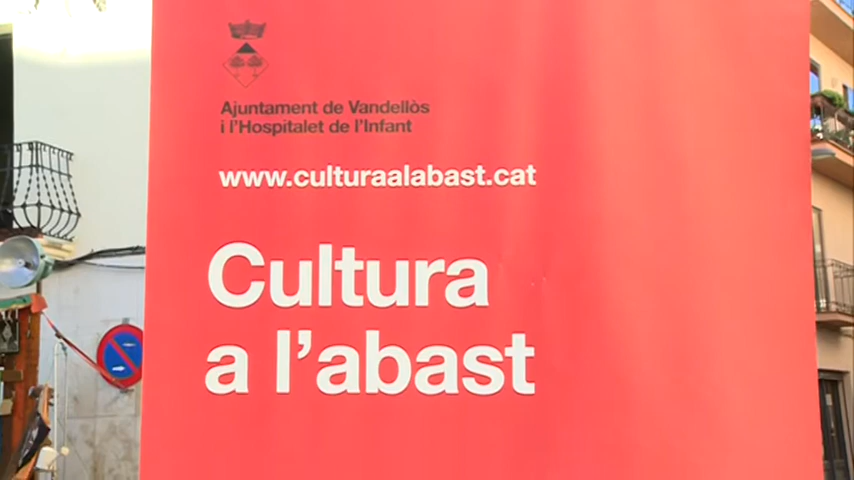 Ajuntament de Vandellòs
i l'Hospitalet de l'Infant
www.culturaalabast.cat
Cultura
a l'abast